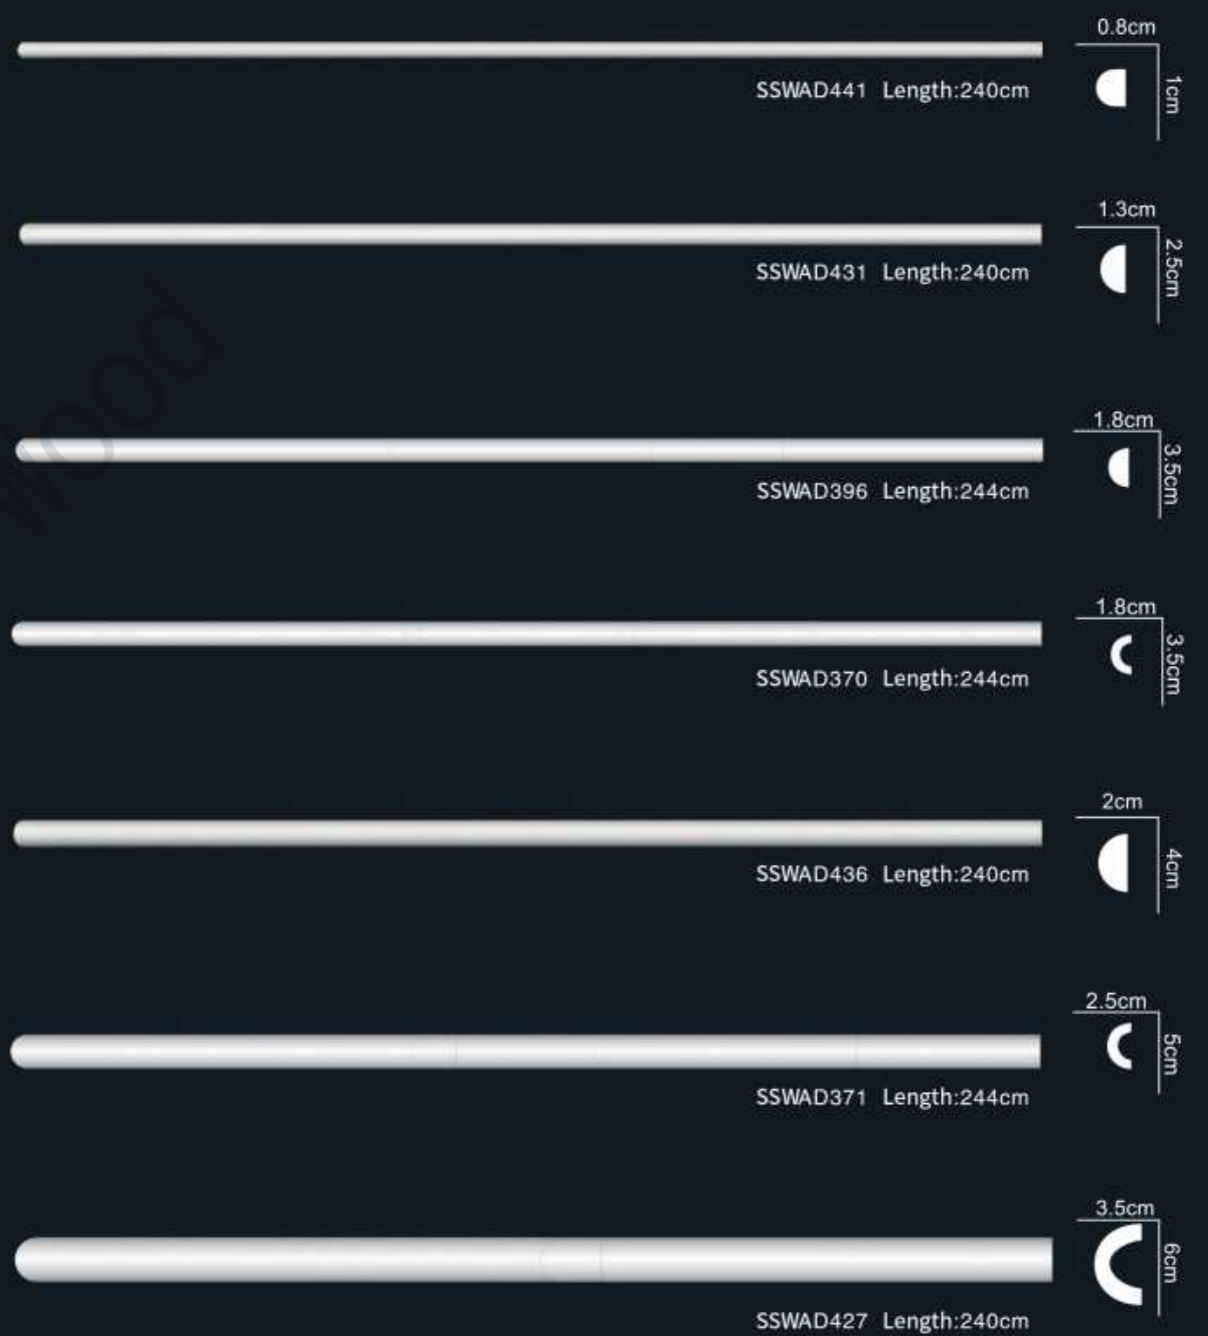 0.8cm
1cm
SSWAD441 Length:240cm
1.3cm
2.5cm
SSWAD431 Length:240cm
wood
1.8cm
3.5cm
SSWAD396 Length:244cm
1.8cm
3.5cm
SSWAD370 Length:244cm
2cm
4cm
SSWAD436 Length:240cm
2.5cm
5cm
SSWAD371 Length:244cm
3.5cm
6cm
SSWAD427 Length:240cm